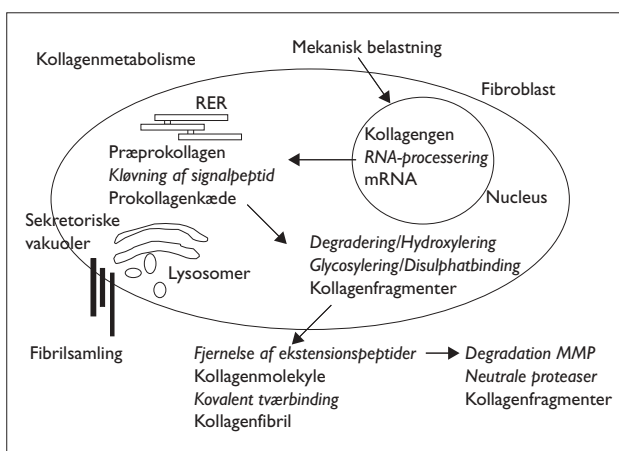 Kollagenmetabolisme
Mekanisk belastning
Fibroblast
RER
Kollagengen
RNA-processering
mRNA
Nucleus
Præprokollagen
Kløvning af signalpeptid
Prokollagenkæde
Sekretoriske
vakuoler
Lysosomer
Degradering/Hydroxylering
Glycosylering/Disulphatbinding
Kollagenfragmenter
Fibrilsamling
Fjernelse af ekstensionspeptider
Kollagenmolekyle
Kovalent tværbinding
Kollagenfibril
Degradation MMP
Neutrale proteaser
Kollagenfragmenter